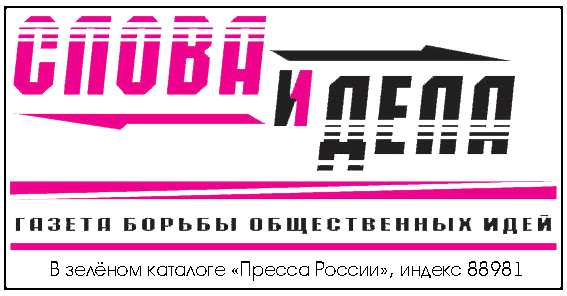 СЛОВА
И ДЕЛА
ГАЗЕТА БОРЬБЫ ОБЩЕСТВЕННЫХ ИДЕЙ
В зелёном каталоге «Пресса России», индекс 88981